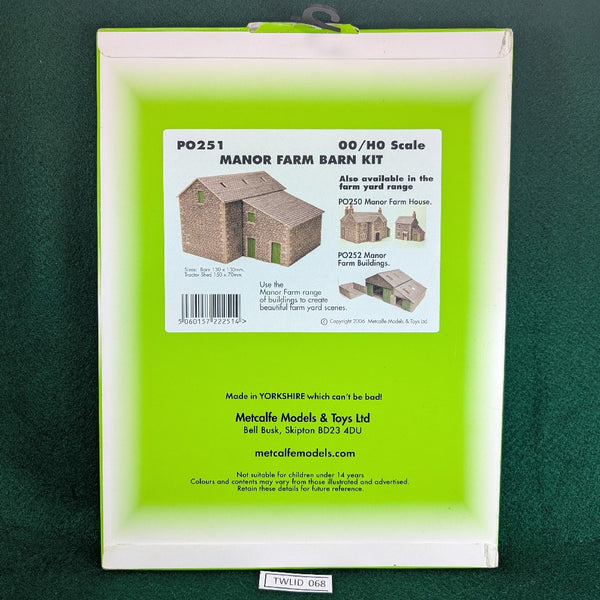 PO251
00/H0 Scale
MANOR FARM BARN KIT
Also available in the
farm yard range
PO250 Manor Farm House.
PO252 Manor
Farm Buildings.
Sizes: Barn 130 x 130mm.
Tractor Shed 150 x 70mm.
Use the
Manor Farm range
of buildings to create
beautiful farm yard scenes.
5 060157 222514 >
© Copyright 2006 Metcalfe Models & Toys Ltd.
Made in YORKSHIRE which can't be bad!
Metcalfe Models & Toys Ltd
Bell Busk, Skipton BD23 4DU
metcalfemodels.com
Not suitable for children under 14 years
Colours and contents may vary from those illustrated and advertised.
Retain these details for future reference.
TWLID 068